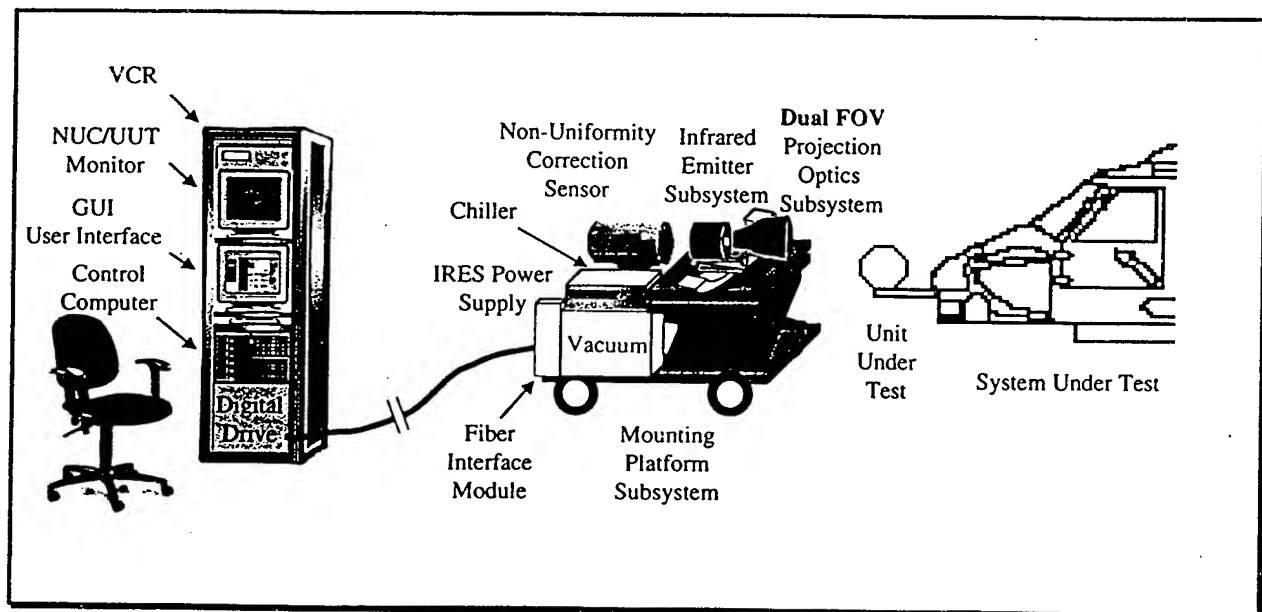 VCR
NUC/UUT
Monitor
GUI
User Interface
Control
Computer
Digital
Drive
Non-Uniformity
Correction
Sensor
Chiller
IRES Power
Supply
Vacuum
Fiber
Interface
Module
Infrared
Emitter
Subsystem
Dual FOV
Projection
Optics
Subsystem
Mounting
Platform
Subsystem
Unit
Under
Test
System Under Test